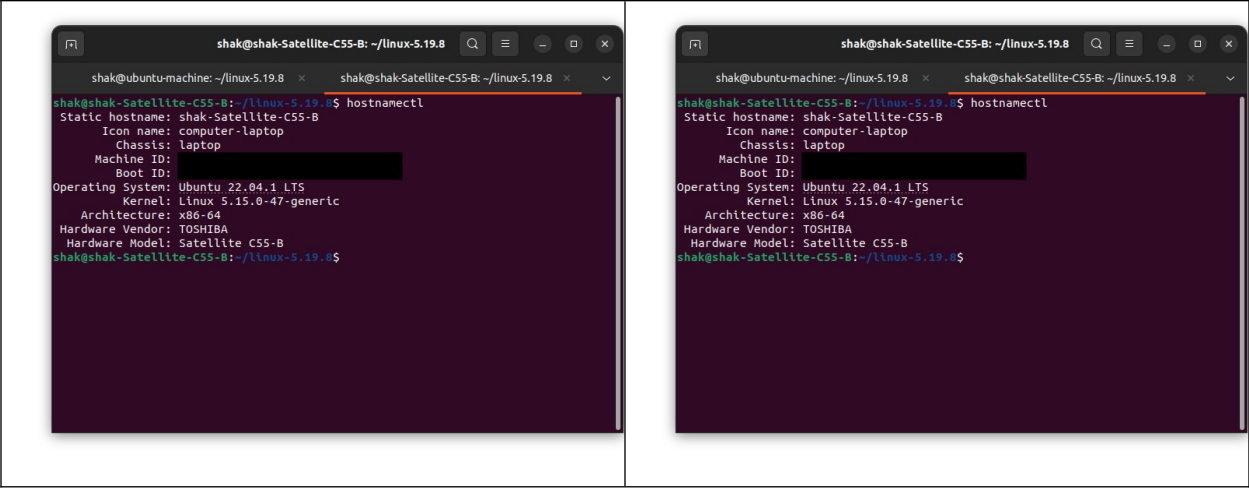 shak@shak-Satellite-C55-B: ~/linux-5.19.8
shak@ubuntu-machine: ~/linux-5.19.8
shak@shak-Satellite-C55-B: ~/linux-5.19.8
shak@shak-Satellite-C55-B:~/linux-5.19.8$ hostnamectl
Static hostname: shak-Satellite-C55-B
Icon name: computer-laptop
Chassis: laptop
Machine ID:
Boot ID:
Operating System: Ubuntu 22.04.1 LTS
Kernel: Linux 5.15.0-47-generic
Architecture: x86-64
Hardware Vendor: TOSHIBA
Hardware Model: Satellite C55-B
shak@shak-Satellite-C55-B:~/linux-5.19.8$
shak@shak-Satellite-C55-B: ~/linux-5.19.8
shak@ubuntu-machine: ~/linux-5.19.8
shak@shak-Satellite-C55-B: ~/linux-5.19.8
shak@shak-Satellite-C55-B:~/linux-5.19.8$ hostnamectl
Static hostname: shak-Satellite-C55-B
Icon name: computer-laptop
Chassis: laptop
Machine ID:
Boot ID:
Operating System: Ubuntu 22.04.1 LTS
Kernel: Linux 5.15.0-47-generic
Architecture: x86-64
Hardware Vendor: TOSHIBA
Hardware Model: Satellite C55-B
shak@shak-Satellite-C55-B:~/linux-5.19.8$